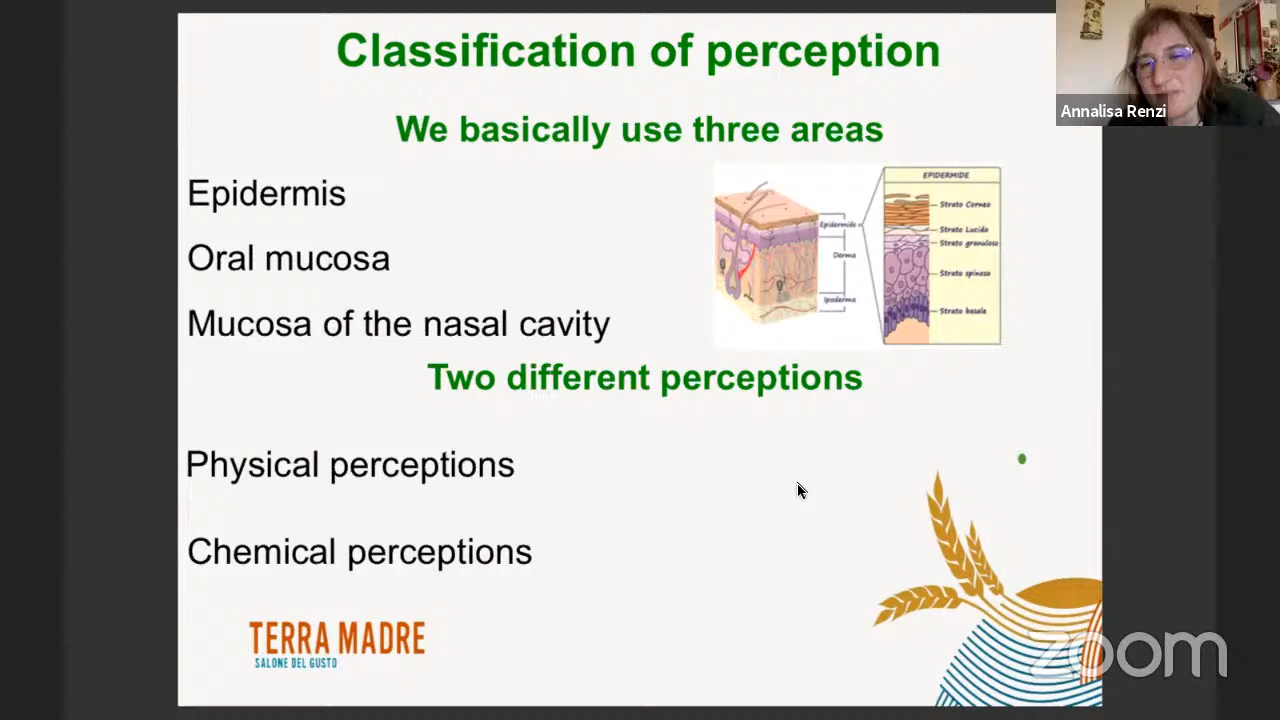 Classification of perception
Annalisa Renzi
We basically use three areas
Epidermis
Oral mucosa
Mucosa of the nasal cavity
EPIDERMIDE
Strato Corneo
Strato Lucido
Strato granuloso
Strato spinoso
Strato basale
Epidermide
Derma
Ipoderma
Two different perceptions
Physical perceptions
Chemical perceptions
TERRA MADRE
SALONE DEL GUSTO
zoom